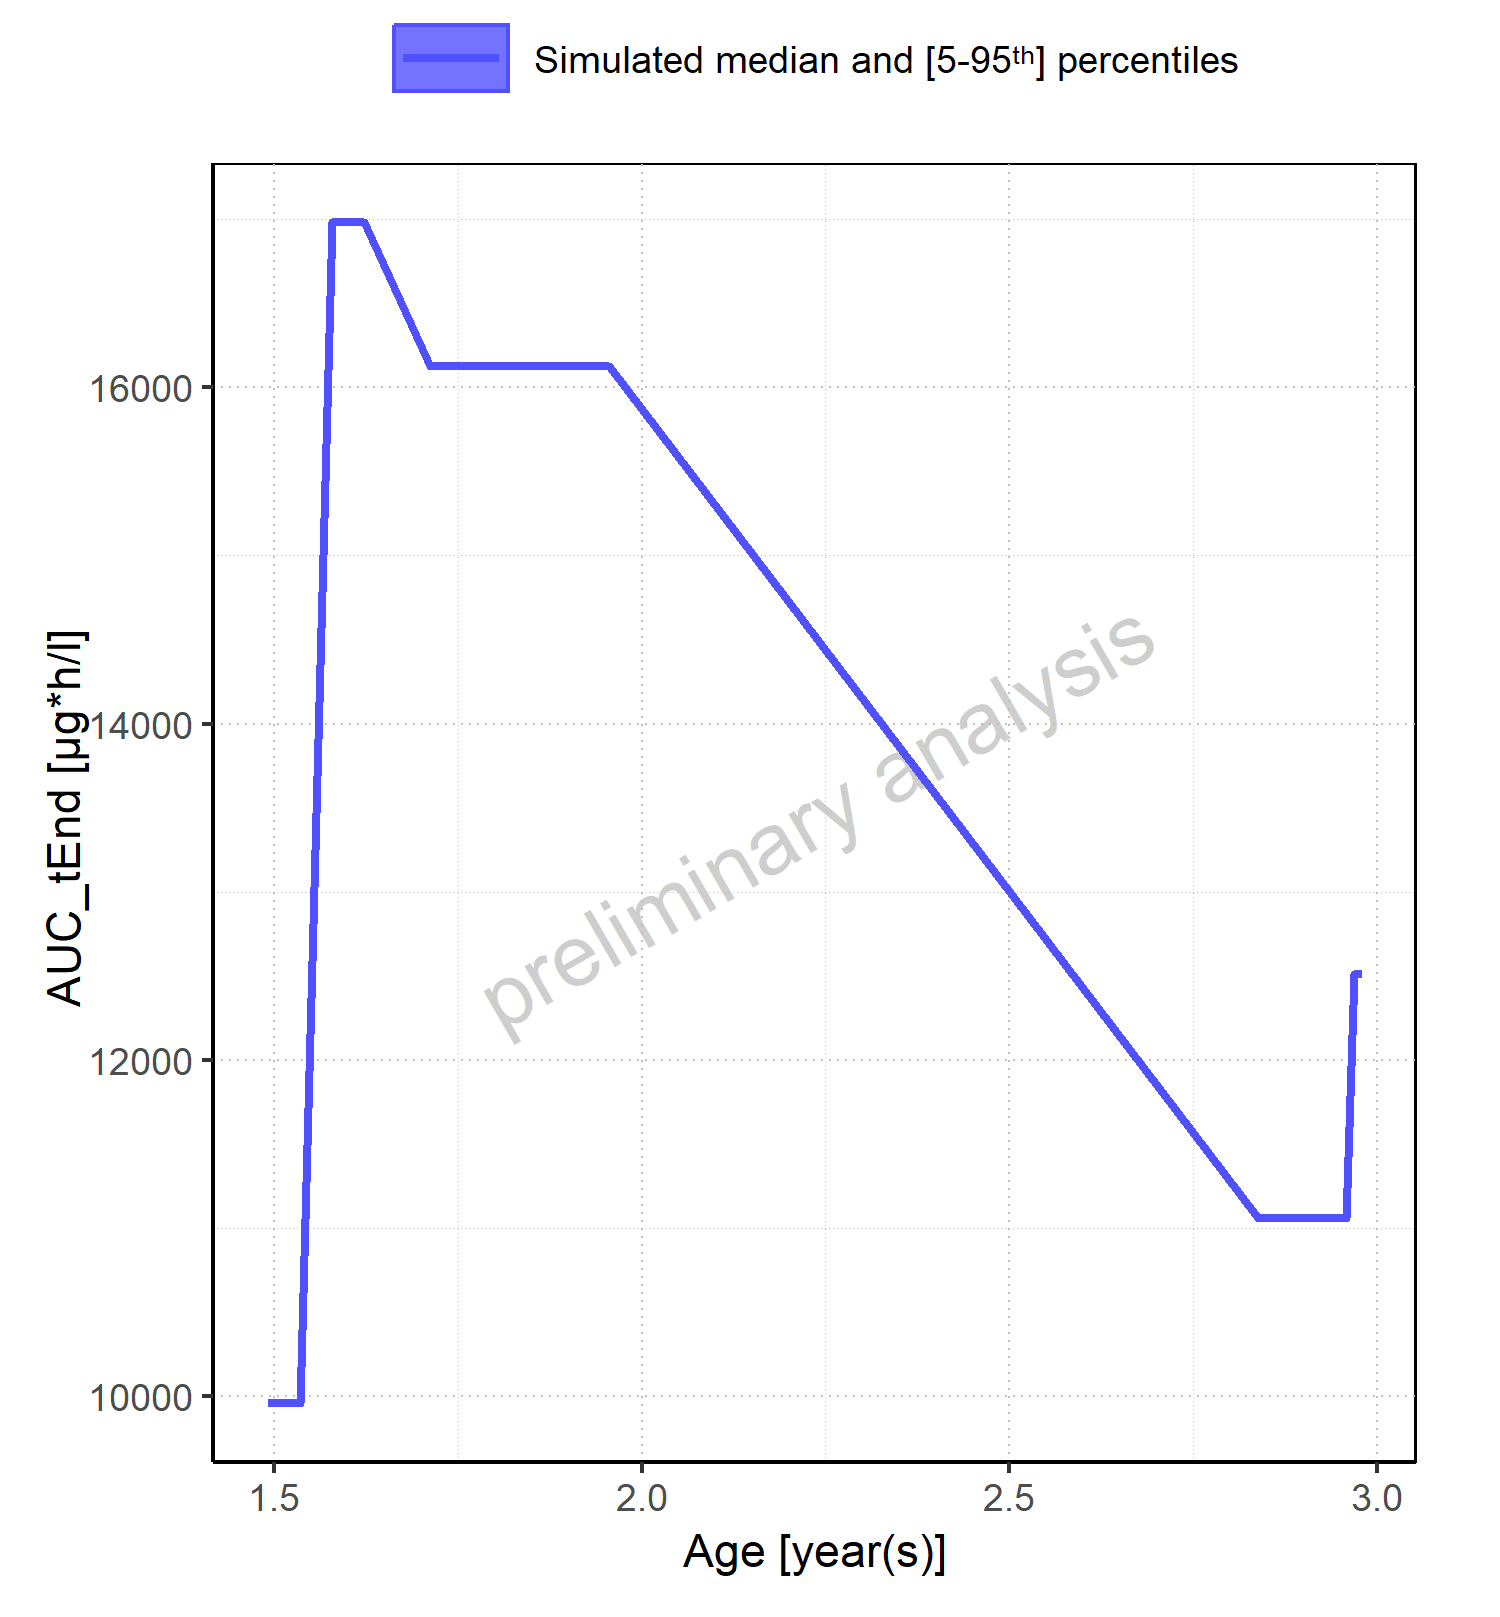 Simulated median and [5-95th] percentiles
AUC_tEnd [µg*h/l]
16000
14000
12000
10000
preliminary analysis
1.5 2.0 2.5 3.0
Age [year(s)]